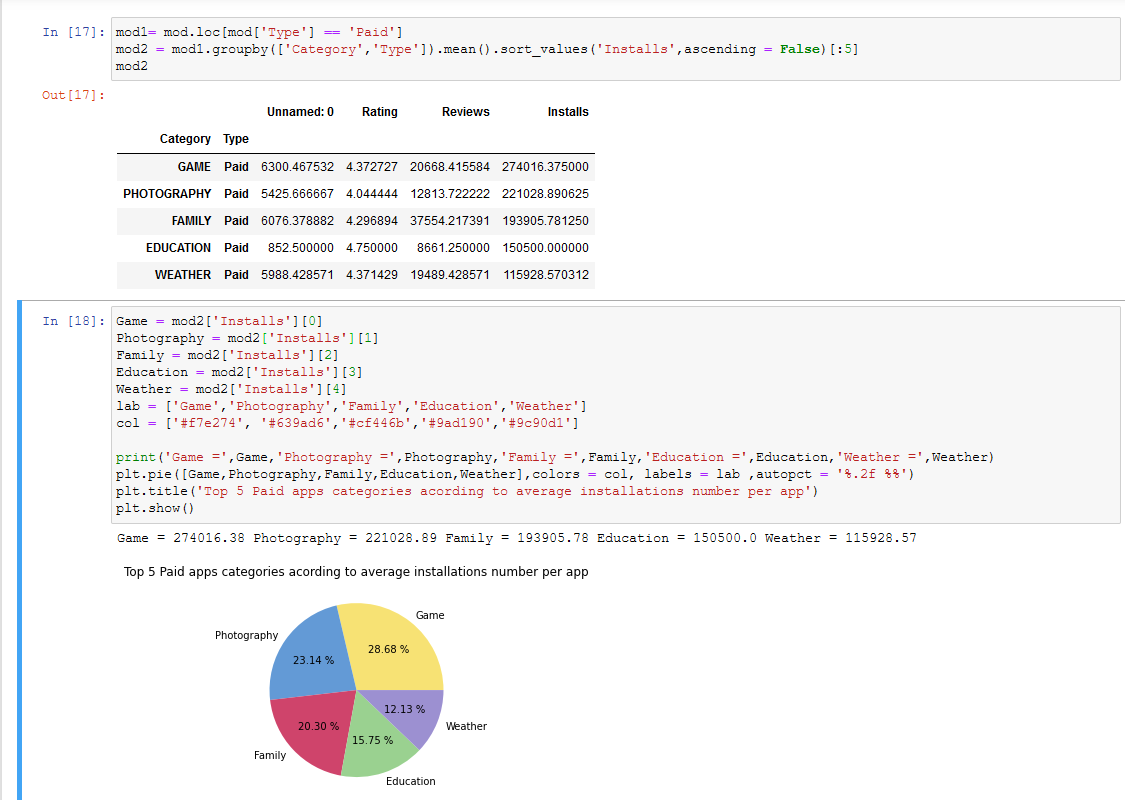 In [17]: mod1= mod.loc[mod['Type'] == 'Paid']
mod2 = mod1.groupby(['Category','Type']).mean().sort_values('Installs',ascending = False)[:5]
mod2
Out[17]:
Unnamed: 0 Rating Reviews Installs
Category Type
GAME Paid 6300.467532 4.372727 20668.415584 274016.375000
PHOTOGRAPHY Paid 5425.666667 4.044444 12813.722222 221028.890625
FAMILY Paid 6076.378882 4.296894 37554.217391 193905.781250
EDUCATION Paid 852.500000 4.750000 8661.250000 150500.000000
WEATHER Paid 5988.428571 4.371429 19489.428571 115928.570312
In [18]: Game = mod2['Installs'][0]
Photography = mod2['Installs'][1]
Family = mod2['Installs'][2]
Education = mod2['Installs'][3]
Weather = mod2['Installs'][4]
lab = ['Game','Photography','Family','Education','Weather']
col = ['#f7e274', '#639ad6','#cf446b','#9ad190','#9c90d1']
print('Game =',Game,'Photography =',Photography,'Family =',Family,'Education =',Education,'Weather =',Weather)
plt.pie([Game,Photography,Family,Education,Weather],colors = col, labels = lab ,autopct = '%.2f %%')
plt.title('Top 5 Paid apps categories acording to average installations number per app')
plt.show()
Game = 274016.38 Photography = 221028.89 Family = 193905.78 Education = 150500.0 Weather = 115928.57
Top 5 Paid apps categories acording to average installations number per app
Game
Photography
28.68 %
23.14 %
12.13 %
20.30 %
Weather
15.75 %
Family
Education